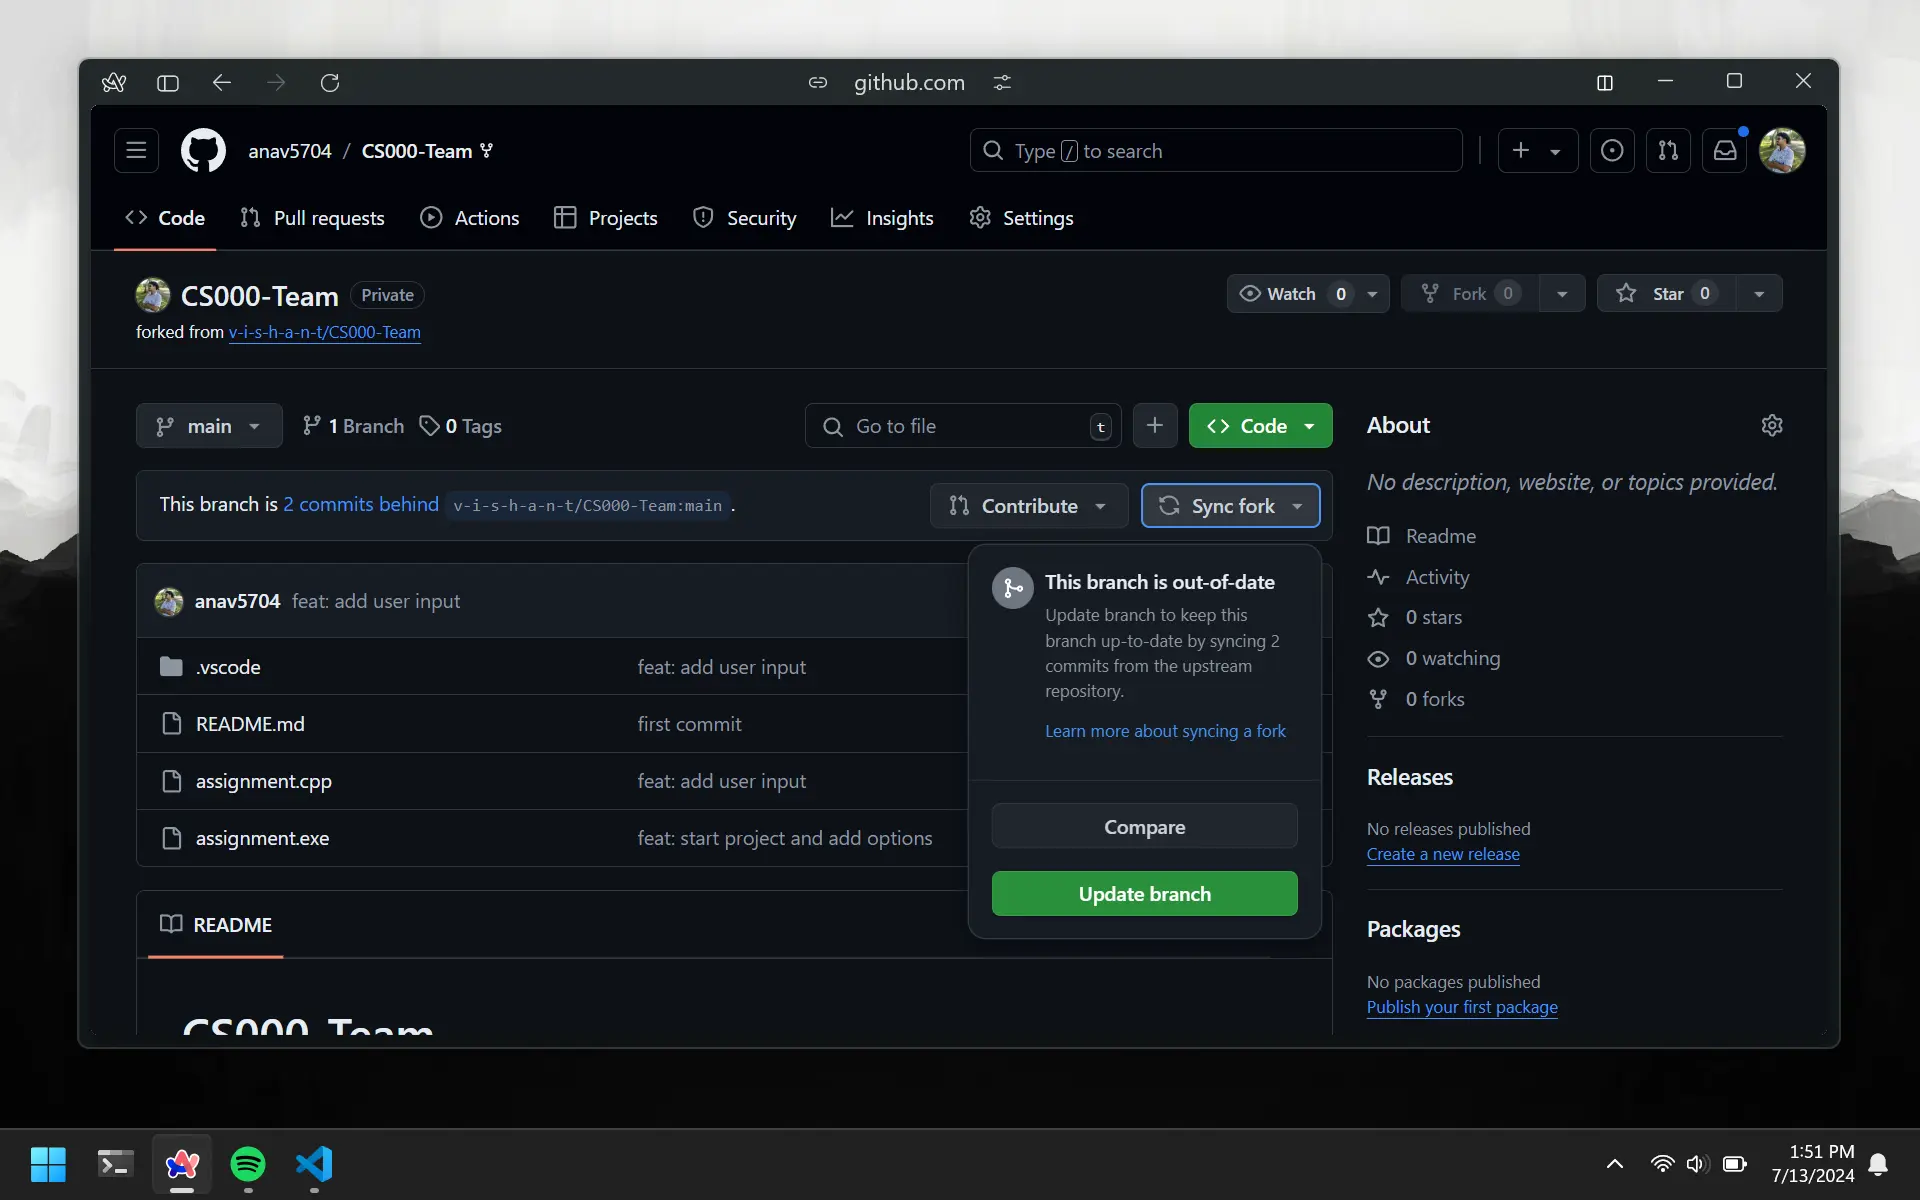 github.com
anav5704 / CS000-Team
Type / to search
Code
Pull requests
Actions
Projects
Security
Insights
Settings
CS000-Team Private
Watch 0
Fork 0
Star 0
forked from v-i-s-h-a-n-t/CS000-Team
main
1 Branch
0 Tags
Go to file t
Code
This branch is 2 commits behind v-i-s-h-a-n-t/CS000-Team:main .
Contribute
Sync fork
This branch is out-of-date
Update branch to keep this
branch up-to-date by syncing 2
commits from the upstream
repository.
Learn more about syncing a fork
Compare
Update branch
anav5704 feat: add user input
.vscode feat: add user input
README.md first commit
assignment.cpp feat: add user input
assignment.exe feat: start project and add options
README
CS000-Team
About
No description, website, or topics provided.
Readme
Activity
0 stars
0 watching
0 forks
Releases
No releases published
Create a new release
Packages
No packages published
Publish your first package
1:51 PM
7/13/2024